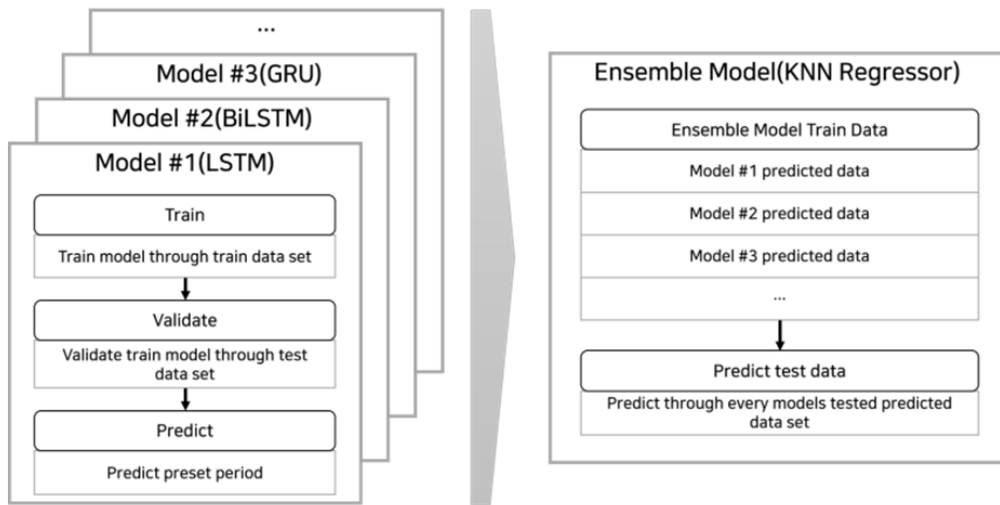 ...
Model #3(GRU)
Model #2(BiLSTM)
Model #1(LSTM)
Train
Train model through train data set
Validate
Validate train model through test
data set
Predict
Predict preset period
Ensemble Model(KNN Regressor)
Ensemble Model Train Data
Model #1 predicted data
Model #2 predicted data
Model #3 predicted data
...
Predict test data
Predict through every models tested predicted
data set